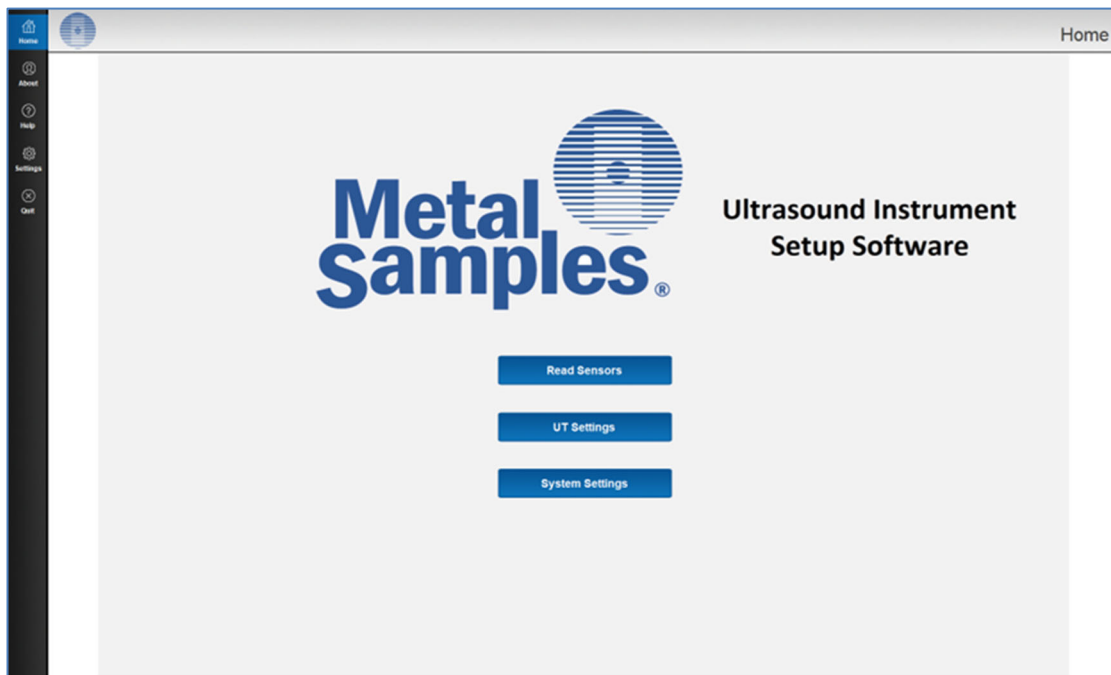 Home
Home
About
Help
Settings
Quit
Metal
Samples®
Ultrasound Instrument
Setup Software
Read Sensors
UT Settings
System Settings